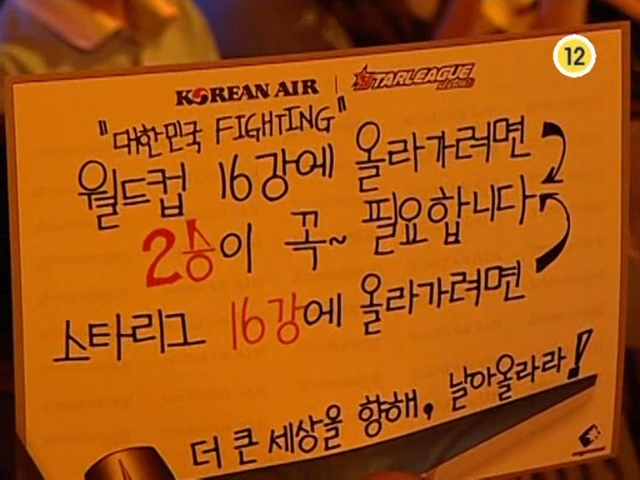 12
KOREAN AIR | STARLEAGUE
"대한민국 FIGHTING"
월드컵 16강에 올라가려면
2승이 꼭~ 필요합니다
스타리그 16강에 올라가려면
더 큰 세상을 향해, 날아올라라!